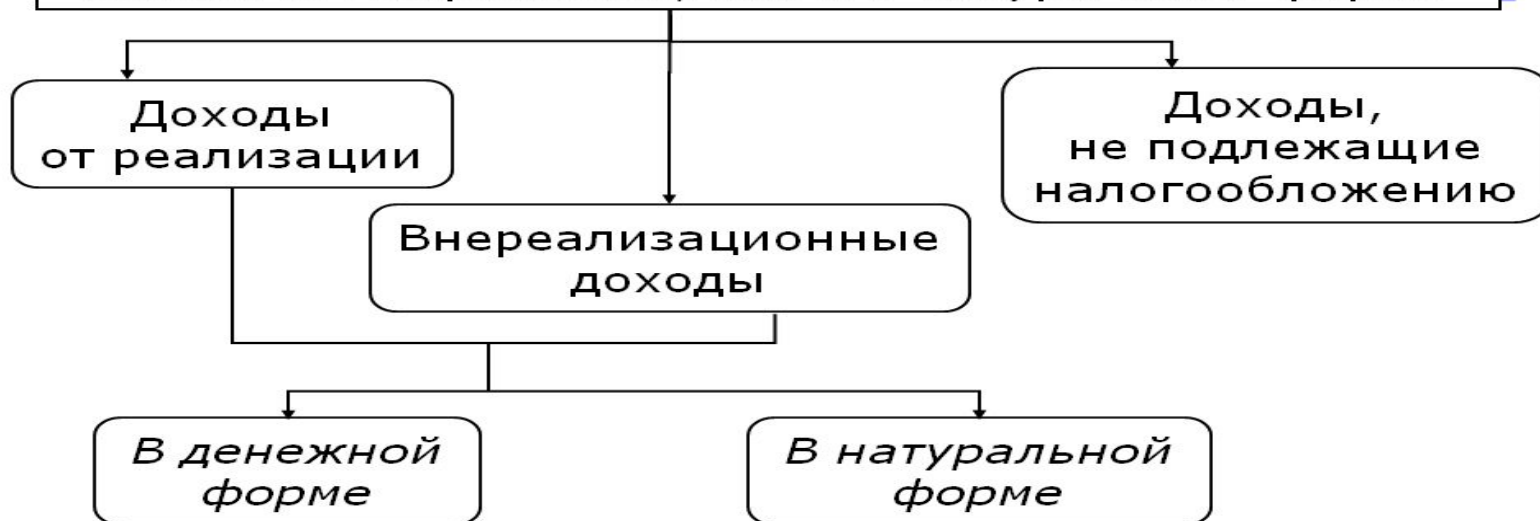 Доходы
от реализации
Доходы,
не подлежащие
налогообложению
Внереализационные
доходы
В денежной
форме
В натуральной
форме